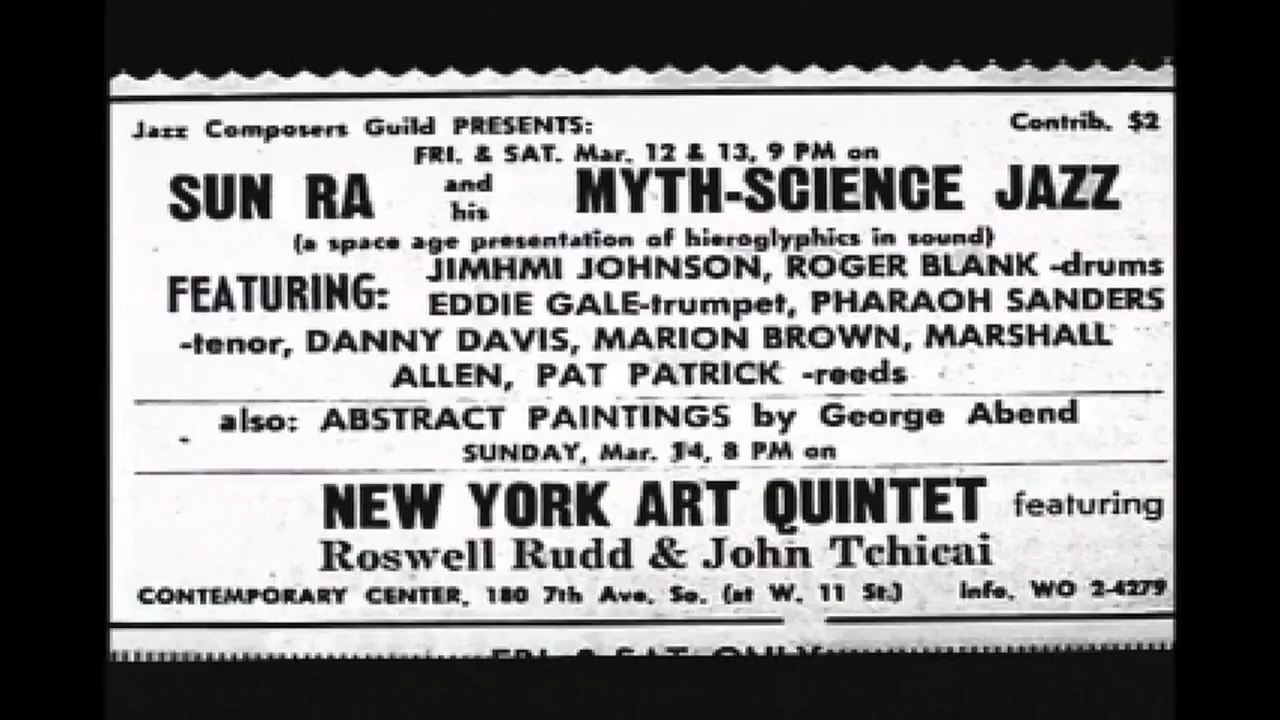 Jazz Composers Guild PRESENTS: Contrib. $2
FRI. & SAT. Mar. 12 & 13, 9 PM on
SUN RA and his MYTH-SCIENCE JAZZ
(a space age presentation of hieroglyphics in sound)
FEATURING: JIMHMI JOHNSON, ROGER BLANK -drums
EDDIE GALE-trumpet, PHARAOH SANDERS
-tenor, DANNY DAVIS, MARION BROWN, MARSHALL
ALLEN, PAT PATRICK -reeds
also: ABSTRACT PAINTINGS by George Abend
SUNDAY, Mar. 14, 8 PM on
NEW YORK ART QUINTET featuring
Roswell Rudd & John Tchicai
CONTEMPORARY CENTER, 180 7th Ave. So. (at W. 11 St.) Info. WO 2-4279
FRI. & SAT. ONLY